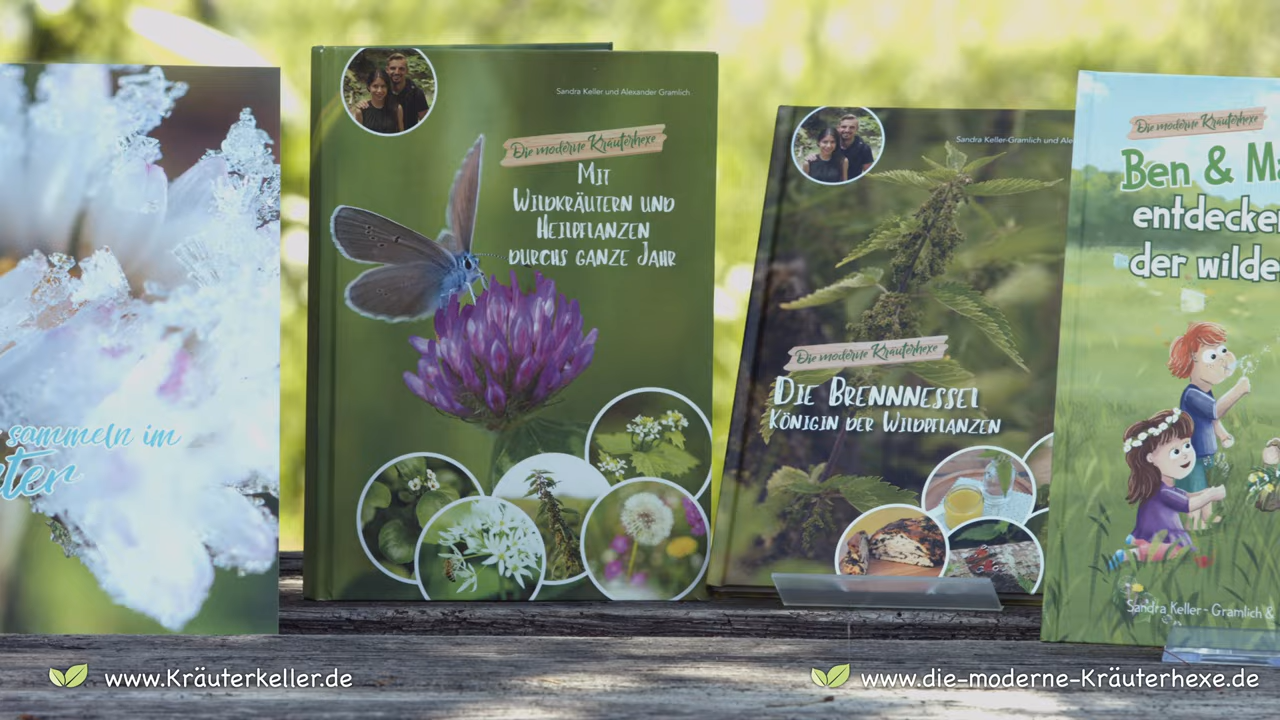 sammeln im
Sandra Keller und Alexander Gramlich
Die moderne Kräuterhexe
Mit
Wildkräutern und
Heilpflanzen
durchs ganze Jahr
Sandra Keller-Gramlich und
Die moderne Kräuterhexe
Die Brennnessel
Königin der Wildpflanzen
Die moderne Kräuterhexe
Ben &
entdecken
der wilde
Sandra Keller - Gramlich &
www.Kräuterkeller.de
www.die-moderne-Kräuterhexe.de